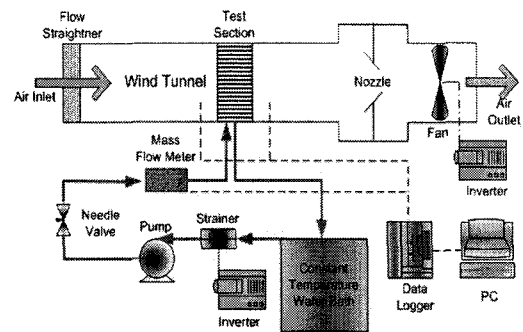 Flow
Straightner
Test
Section
Air Inlet
Wind Tunnel
Nozzle
Fan
Air
Outlet
Mass
Flow Meter
Inverter
Needle
Valve
Pump
Strainer
Constant
Temperature
Water Bath
Inverter
Data
Logger
PC